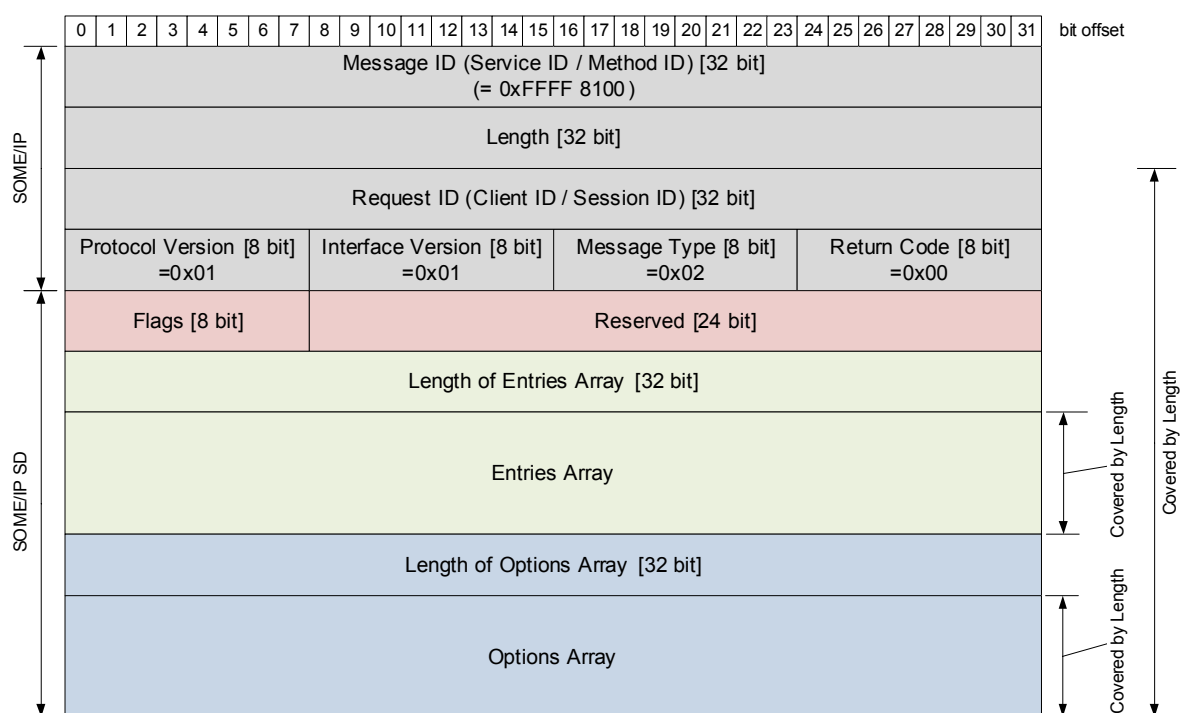 0 1 2 3 4 5 6 7 8 9 10 11 12 13 14 15 16 17 18 19 20 21 22 23 24 25 26 27 28 29 30 31 bit offset
Message ID (Service ID / Method ID) [32 bit]
(= 0xFFFF 8100)
Length [32 bit]
Request ID (Client ID / Session ID) [32 bit]
Protocol Version [8 bit] Interface Version [8 bit] Message Type [8 bit] Return Code [8 bit]
=0x01 =0x01 =0x02 =0x00
SOME/IP
Flags [8 bit] Reserved [24 bit]
Length of Entries Array [32 bit]
Entries Array
Covered by Length
Covered by Length
SOME/IP SD
Length of Options Array [32 bit]
Options Array
Covered by Length